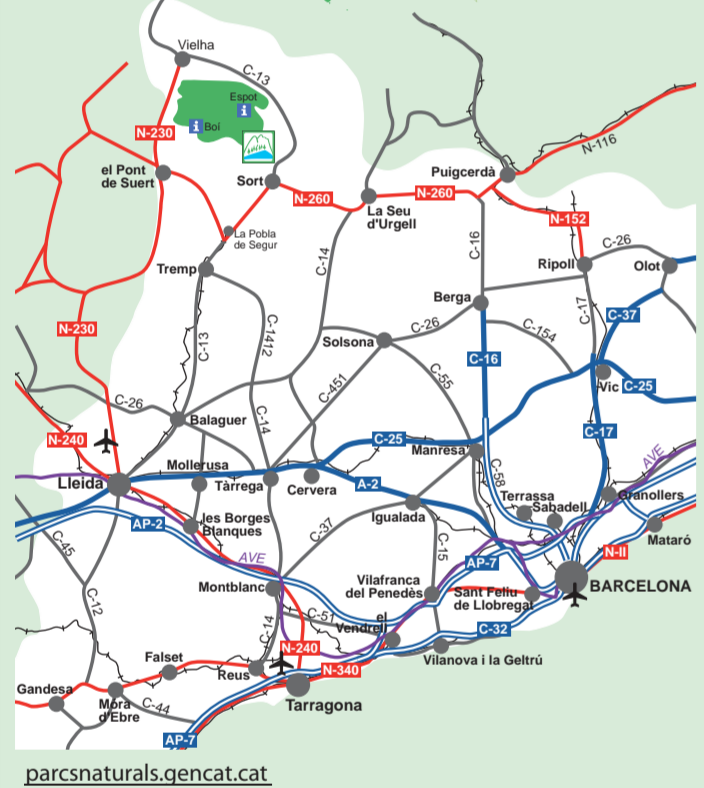 Vielha
C-13
Espot
i
i
Boí
N-230
el Pont
de Suert
Sort
N-260
La Seu
d'Urgell
N-260
Puigcerdà
N-116
N-152
La Pobla
de Segur
Tremp
C-14
C-16
Ripoll
C-26
Olot
Berga
N-230
C-13
C-1412
Solsona
C-26
C-16
C-154
C-17
C-37
C-451
C-55
Vic
C-25
C-26
Balaguer
C-14
N-240
C-25
Manresa
C-17
Mollerusa
Lleida
Tàrrega
Cervera
A-2
C-58
AVE
Terrassa
Sabadell
Granollers
AP-2
les Borges
Blanques
Igualada
C-37
C-15
Mataró
N-II
C-45
AVE
AP-7
Montblanc
Vilafranca
del Penedès
Sant Feliu
de Llobregat
BARCELONA
C-12
C-51
el
Vendrell
C-32
C-14
N-240
Vilanova i la Geltrú
Falset
Reus
N-340
Gandesa
Móra
d'Ebre
C-44
Tarragona
AP-7
parcsnaturals.gencat.cat